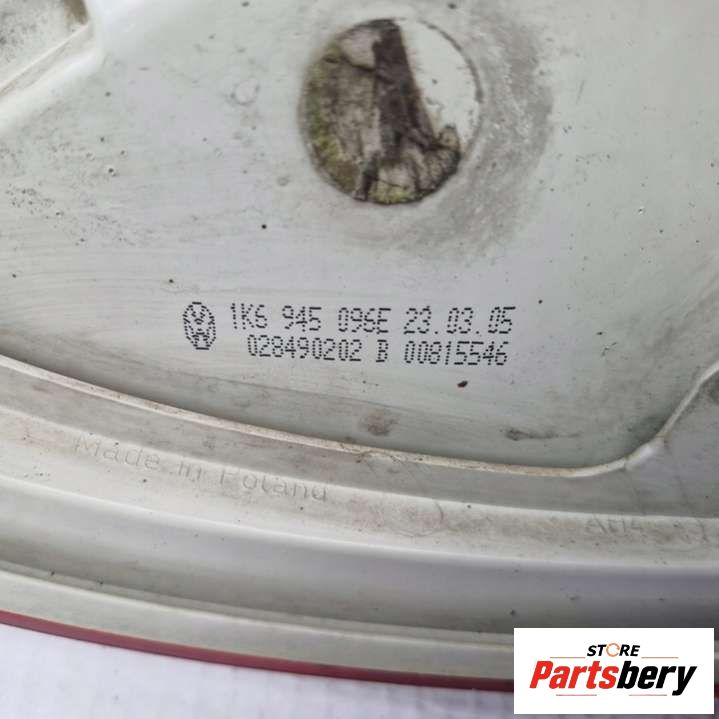 1K6 945 096E 23.03.05
028490202 B 00815546
Made in Poland
STORE
Partsbery